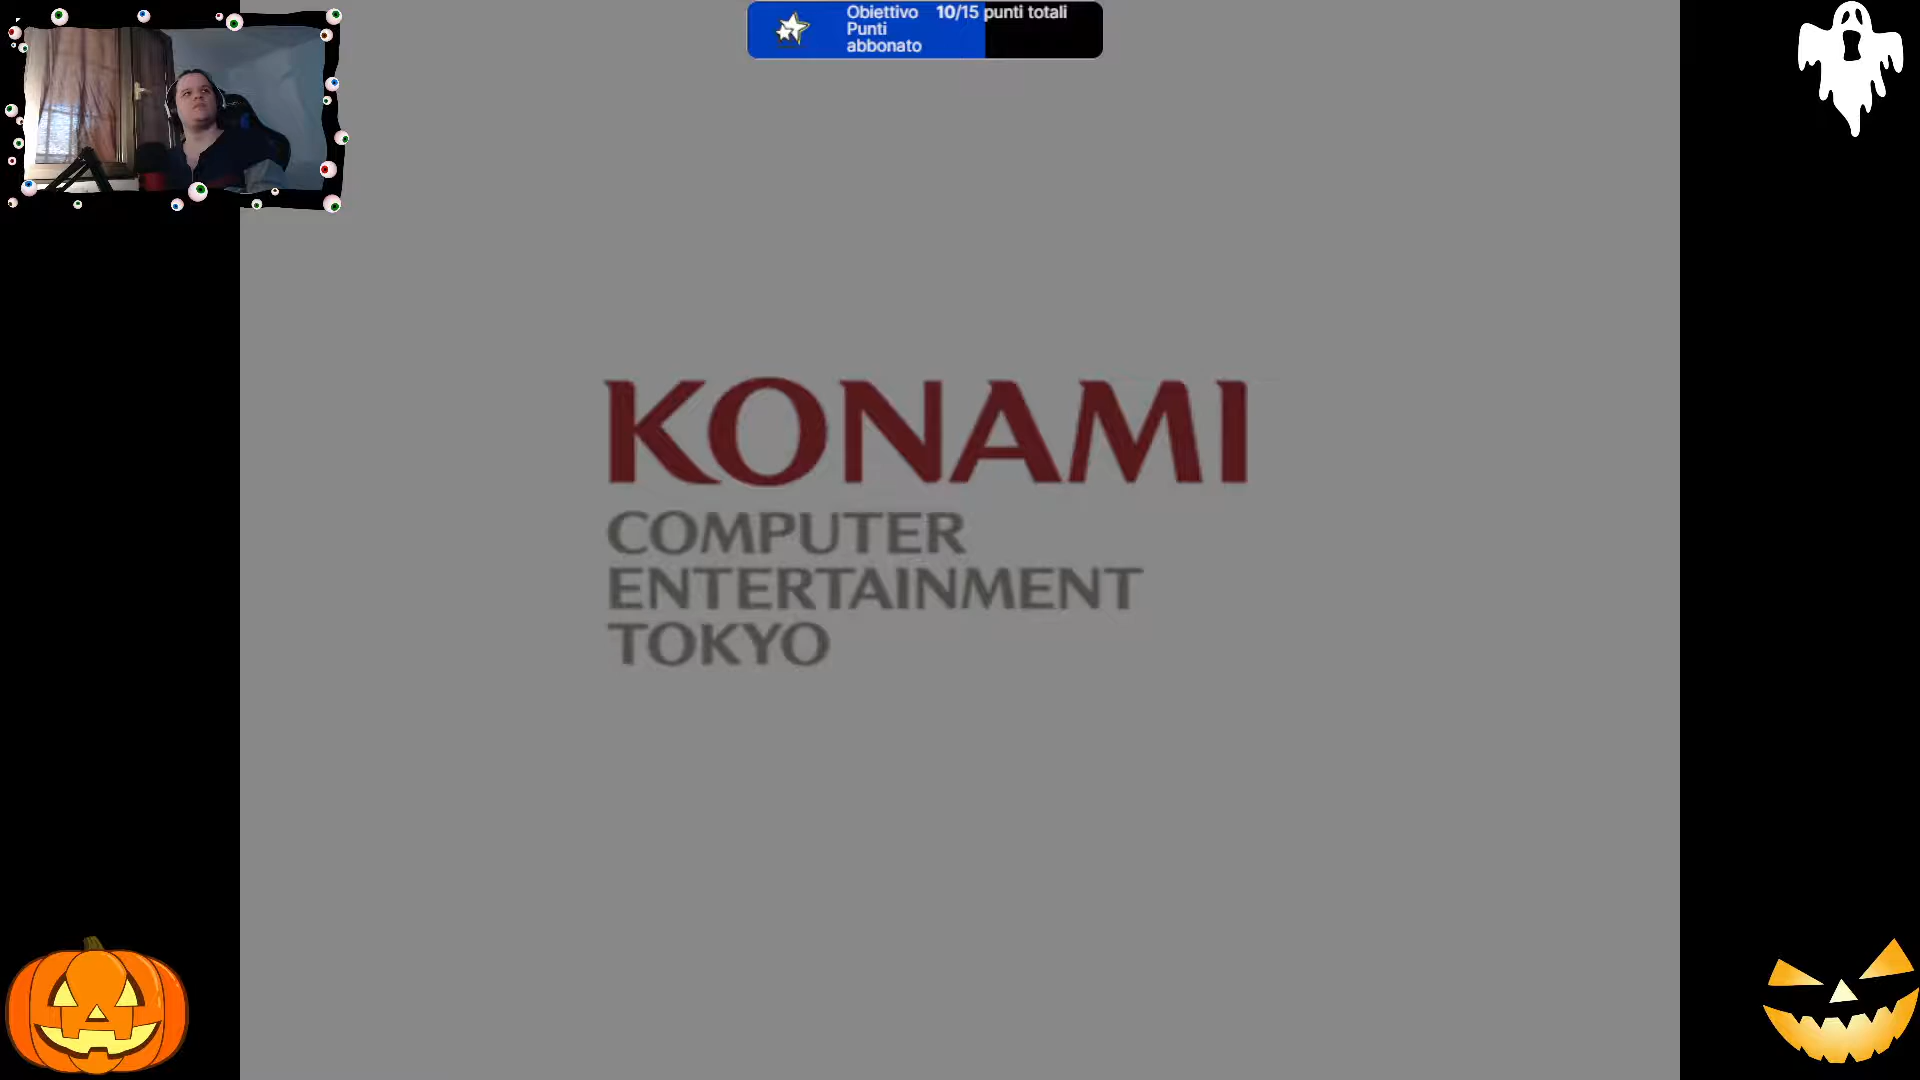 Obiettivo 10/15 punti totali
Punti
abbonato
KONAMI
COMPUTER
ENTERTAINMENT
TOKYO